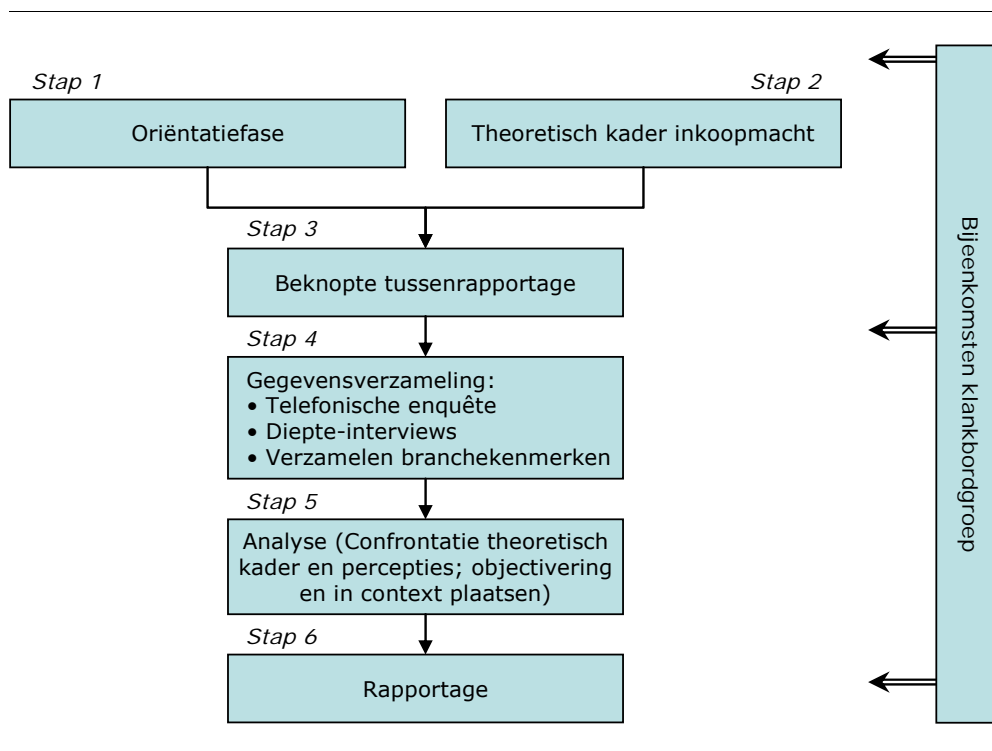 Stap 1
Stap 2
Oriëntatiefase
Theoretisch kader inkoopmacht
Stap 3
Beknopte tussenrapportage
Stap 4
Gegevensverzameling:
• Telefonische enquête
• Diepte-interviews
• Verzamelen branchekenmerken
Stap 5
Analyse (Confrontatie theoretisch
kader en percepties; objectivering
en in context plaatsen)
Stap 6
Rapportage
Bijeenkomsten klankbordgroep